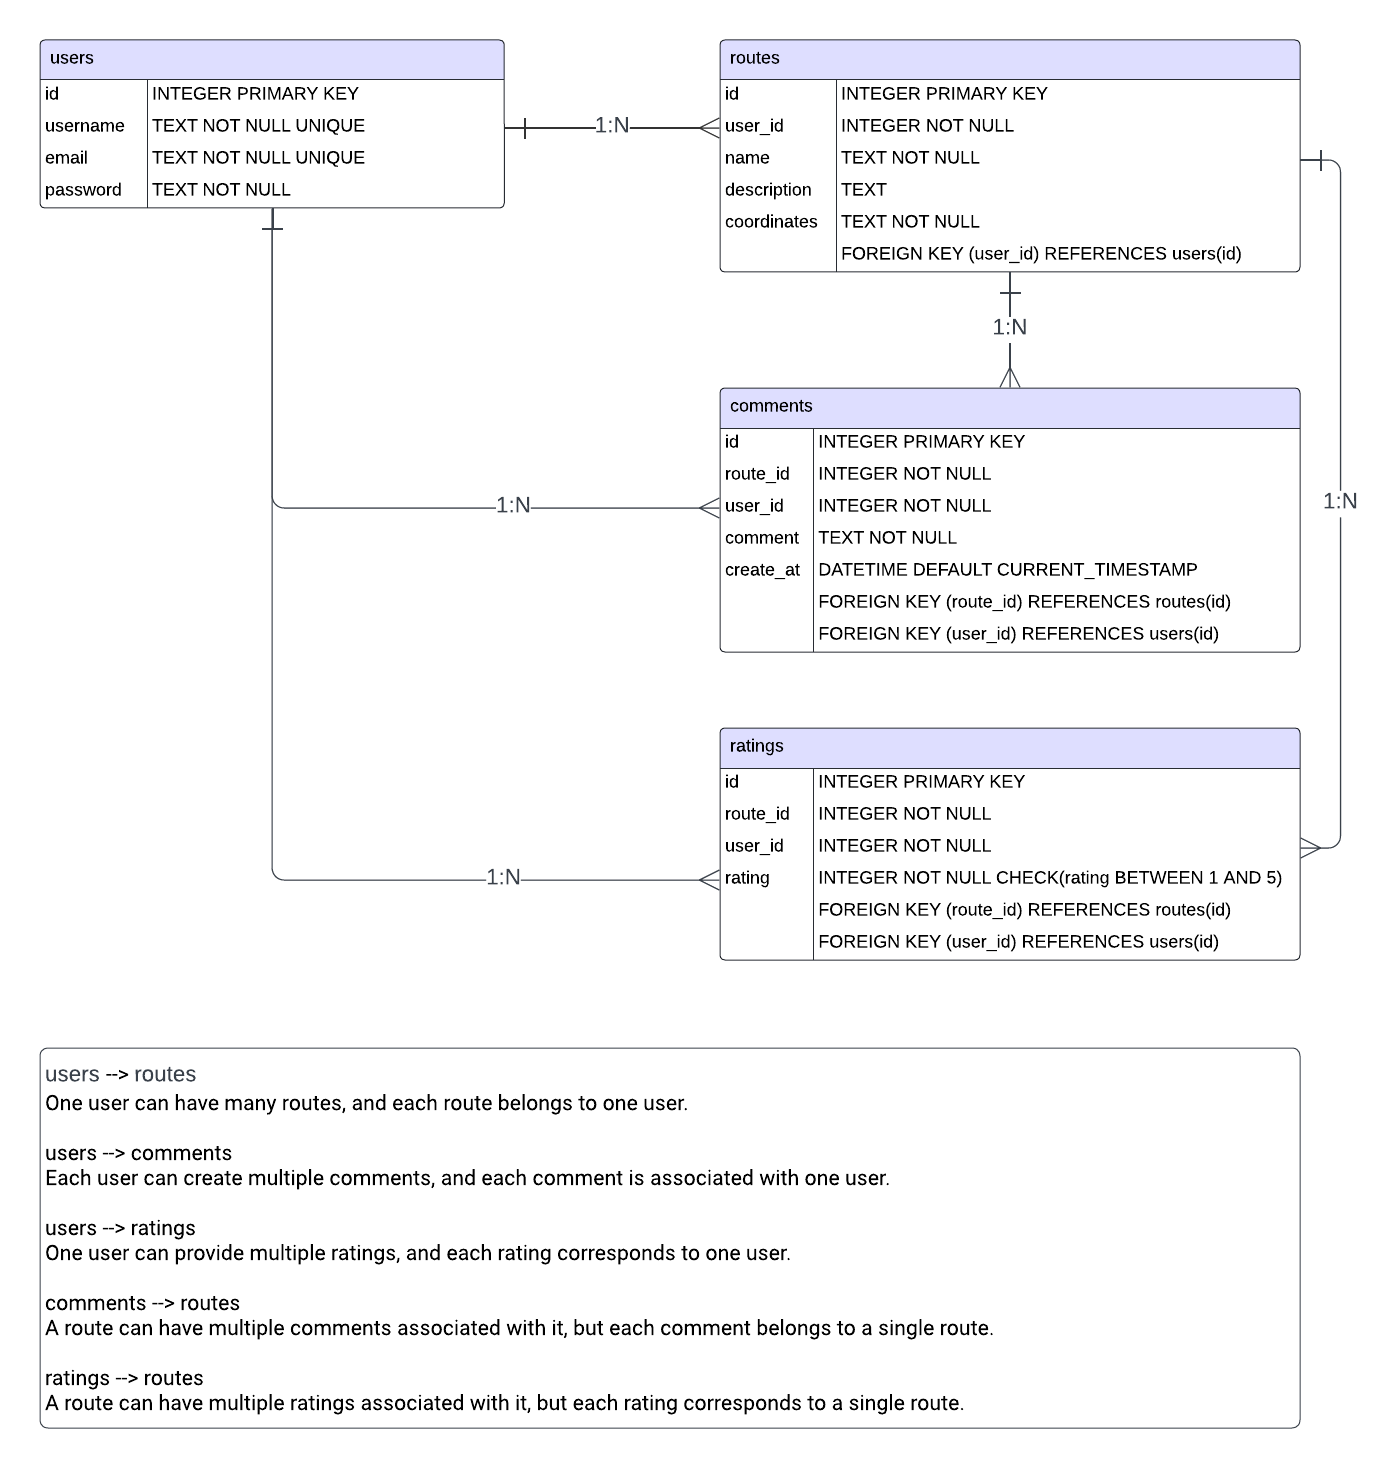 users
id INTEGER PRIMARY KEY
username TEXT NOT NULL UNIQUE
email TEXT NOT NULL UNIQUE
password TEXT NOT NULL
1:N
routes
id INTEGER PRIMARY KEY
user_id INTEGER NOT NULL
name TEXT NOT NULL
description TEXT
coordinates TEXT NOT NULL
FOREIGN KEY (user_id) REFERENCES users(id)
1:N
comments
id INTEGER PRIMARY KEY
route_id INTEGER NOT NULL
user_id INTEGER NOT NULL
comment TEXT NOT NULL
create_at DATETIME DEFAULT CURRENT_TIMESTAMP
FOREIGN KEY (route_id) REFERENCES routes(id)
FOREIGN KEY (user_id) REFERENCES users(id)
1:N
1:N
ratings
id INTEGER PRIMARY KEY
route_id INTEGER NOT NULL
user_id INTEGER NOT NULL
rating INTEGER NOT NULL CHECK(rating BETWEEN 1 AND 5)
FOREIGN KEY (route_id) REFERENCES routes(id)
FOREIGN KEY (user_id) REFERENCES users(id)
1:N
users --> routes
One user can have many routes, and each route belongs to one user.
users --> comments
Each user can create multiple comments, and each comment is associated with one user.
users --> ratings
One user can provide multiple ratings, and each rating corresponds to one user.
comments --> routes
A route can have multiple comments associated with it, but each comment belongs to a single route.
ratings --> routes
A route can have multiple ratings associated with it, but each rating corresponds to a single route.